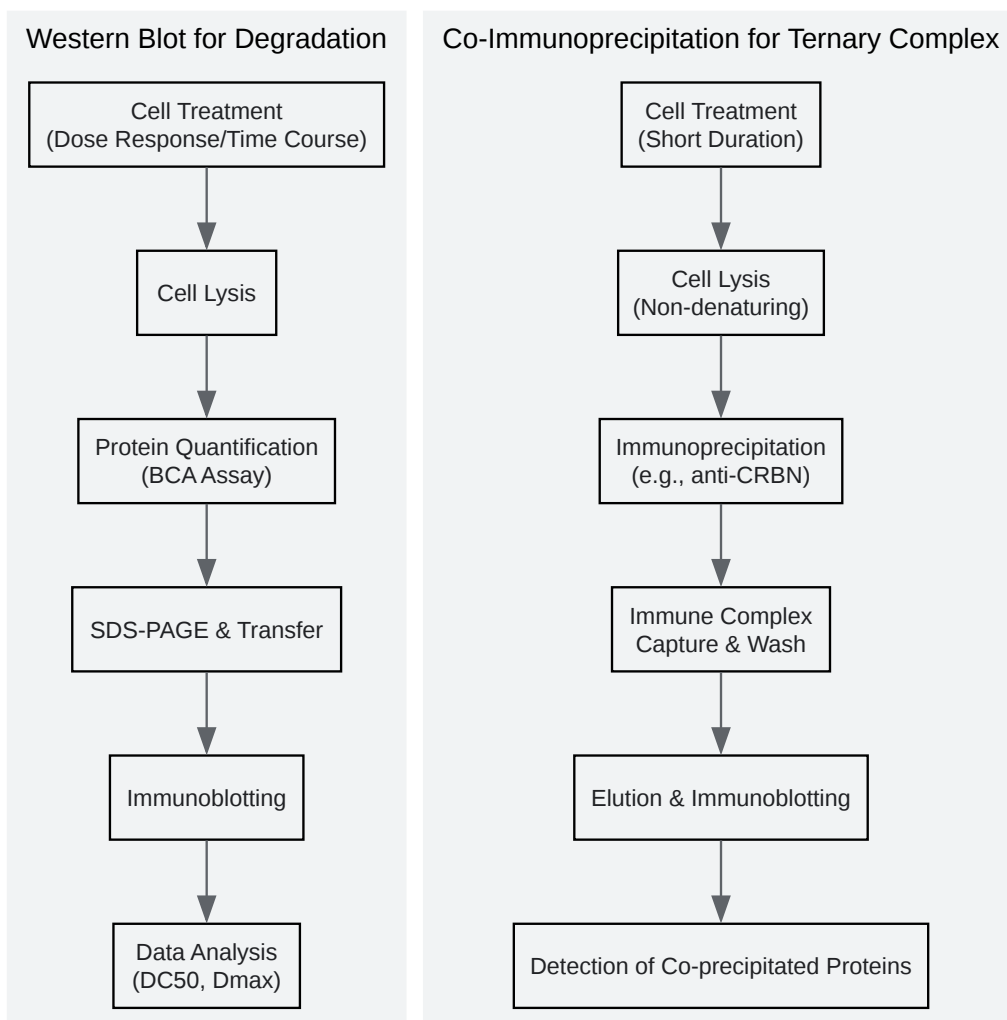 Western Blot for Degradation
Cell Treatment
(Dose Response/Time Course)
Cell Lysis
Protein Quantification
(BCA Assay)
SDS-PAGE & Transfer
Immunoblotting
Data Analysis
(DC50, Dmax)
Co-Immunoprecipitation for Ternary Complex
Cell Treatment
(Short Duration)
Cell Lysis
(Non-denaturing)
Immunoprecipitation
(e.g., anti-CRBN)
Immune Complex
Capture & Wash
Elution & Immunoblotting
Detection of Co-precipitated Proteins